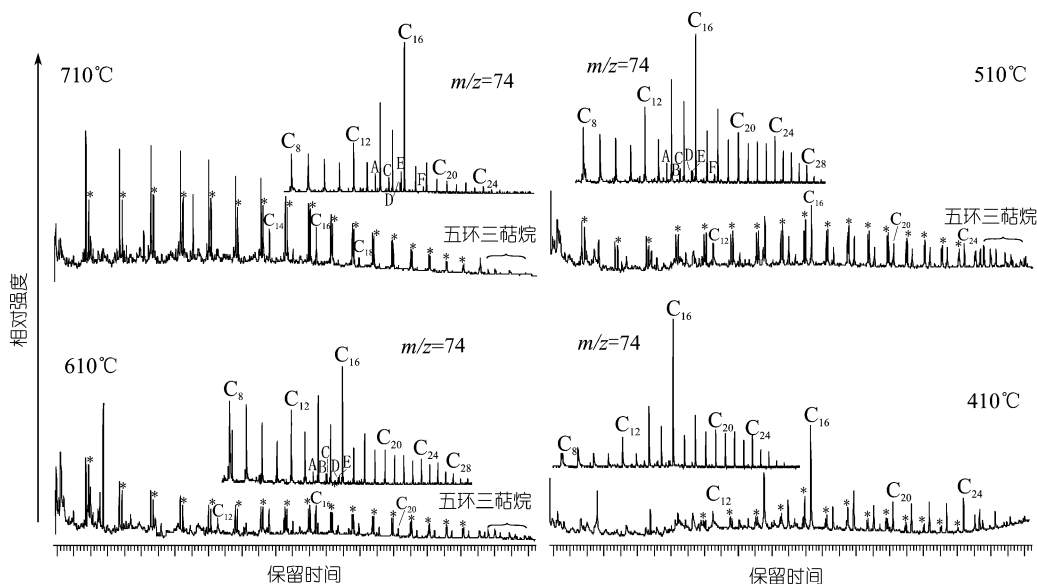 710℃
m/z=74
C8
C12
C16
C20
C24
A
C
D
E
F
* * * * * * * * * * * * * * * *
C14
C16
C18
五环三萜烷
510℃
m/z=74
C8
C12
C16
C20
C24
C28
A
B
C
D
E
F
* * * * * * * * * * * * * *
C12
C16
C20
C24
五环三萜烷
610℃
m/z=74
C8
C12
C16
C20
C24
C28
A
B
C
D
E
* * * * * * * * * * * * * * *
C12
C16
C20
五环三萜烷
410℃
m/z=74
C8
C12
C16
C20
C24
* * * * * * * * * * *
C12
C16
C20
C24
相对强度
保留时间
保留时间